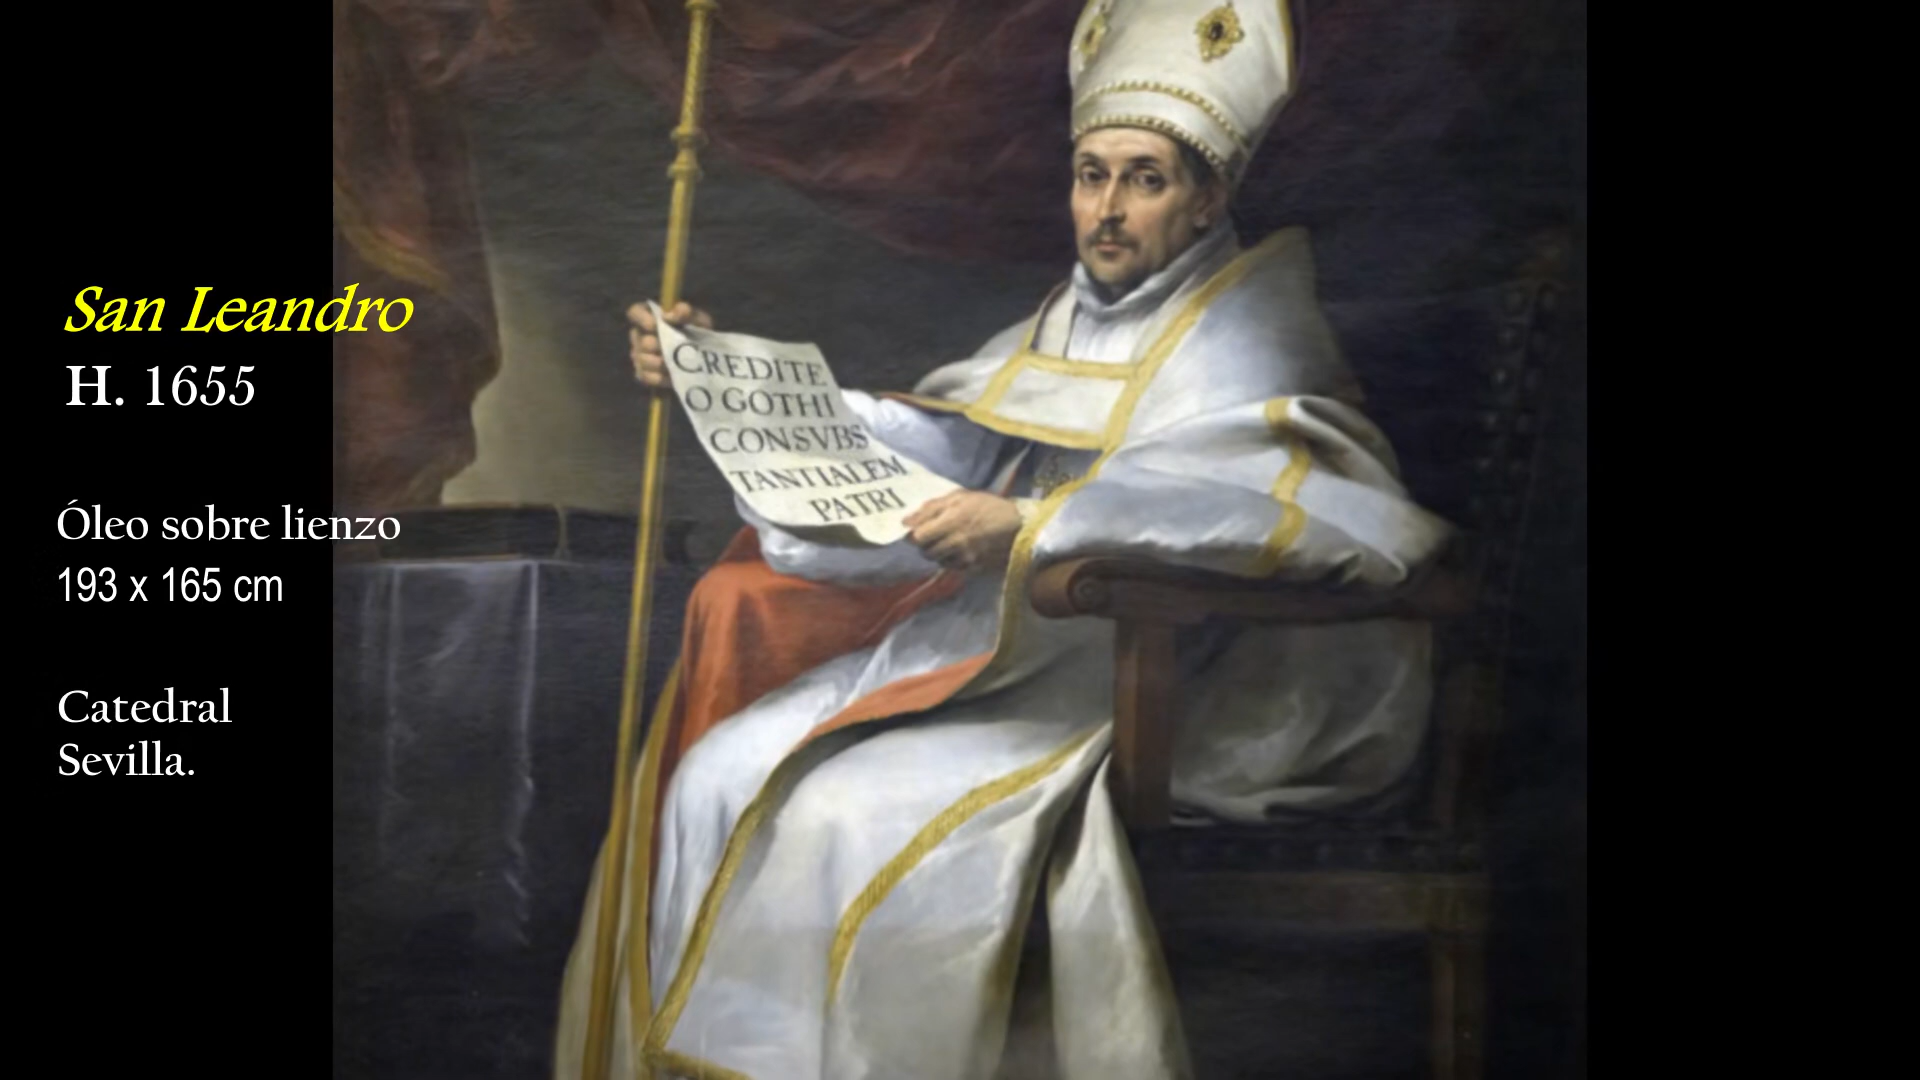 San Leandro
H. 1655
Óleo sobre lienzo
193 x 165 cm
Catedral
Sevilla.
CREDITE
O GOTHI
CONSVBS
TANTIALEM
PATRI